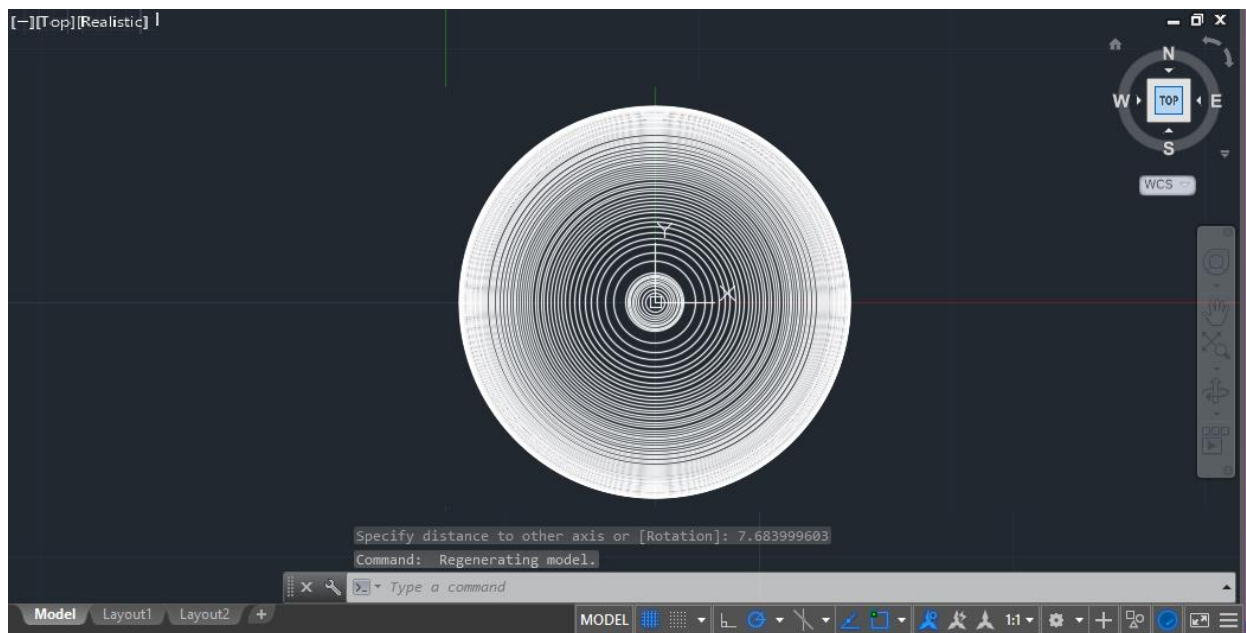 [−][Top][Realistic]
N
W TOP E
S
WCS
Y
X
Specify distance to other axis or [Rotation]: 7.683999603
Command: Regenerating model.
Type a command
Model Layout1 Layout2 +
MODEL 1:1